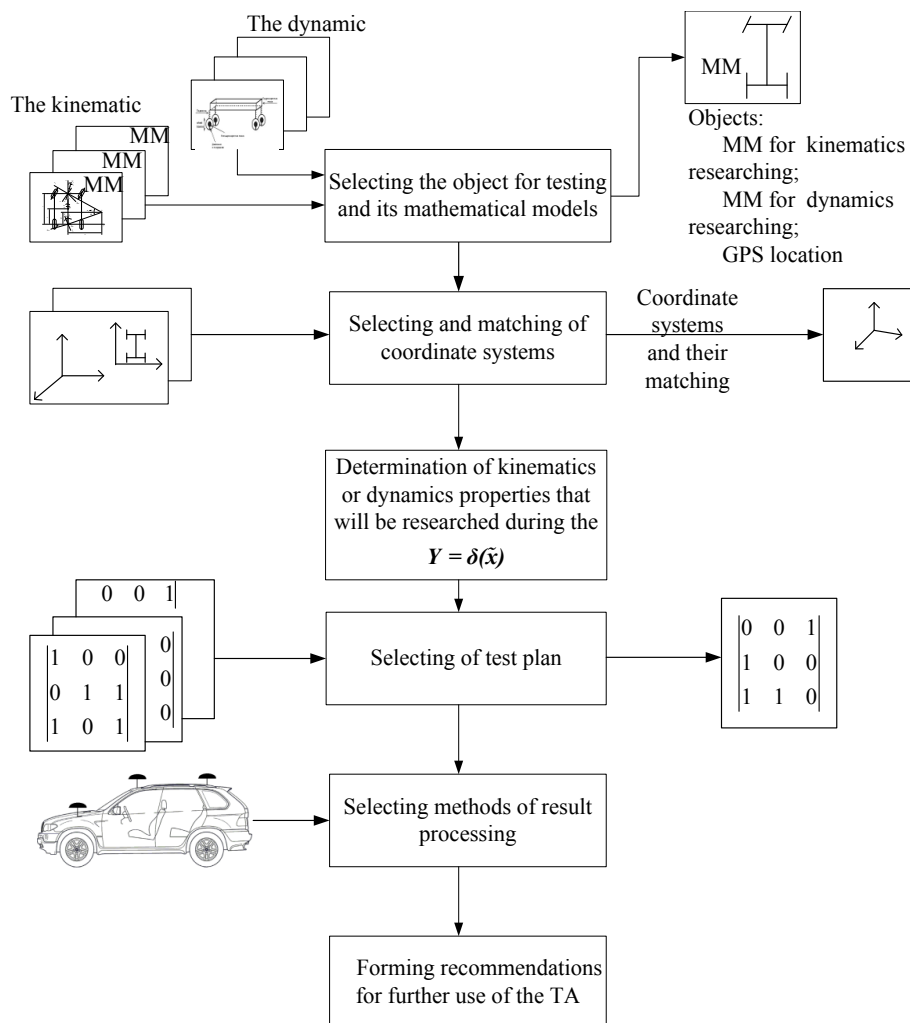 The dynamic
The kinematic
MM
MM
MM
Selecting the object for testing
and its mathematical models
MM
Objects:
MM for kinematics
researching;
MM for dynamics
researching;
GPS location
Selecting and matching of
coordinate systems
Coordinate
systems
and their
matching
Determination of kinematics
or dynamics properties that
will be researched during the
Y = δ(x̃)
0 0 1
0
0
0
1 0 0
0 1 1
1 0 1
Selecting of test plan
0 0 1
1 0 0
1 1 0
Selecting methods of result
processing
Forming recommendations
for further use of the TA